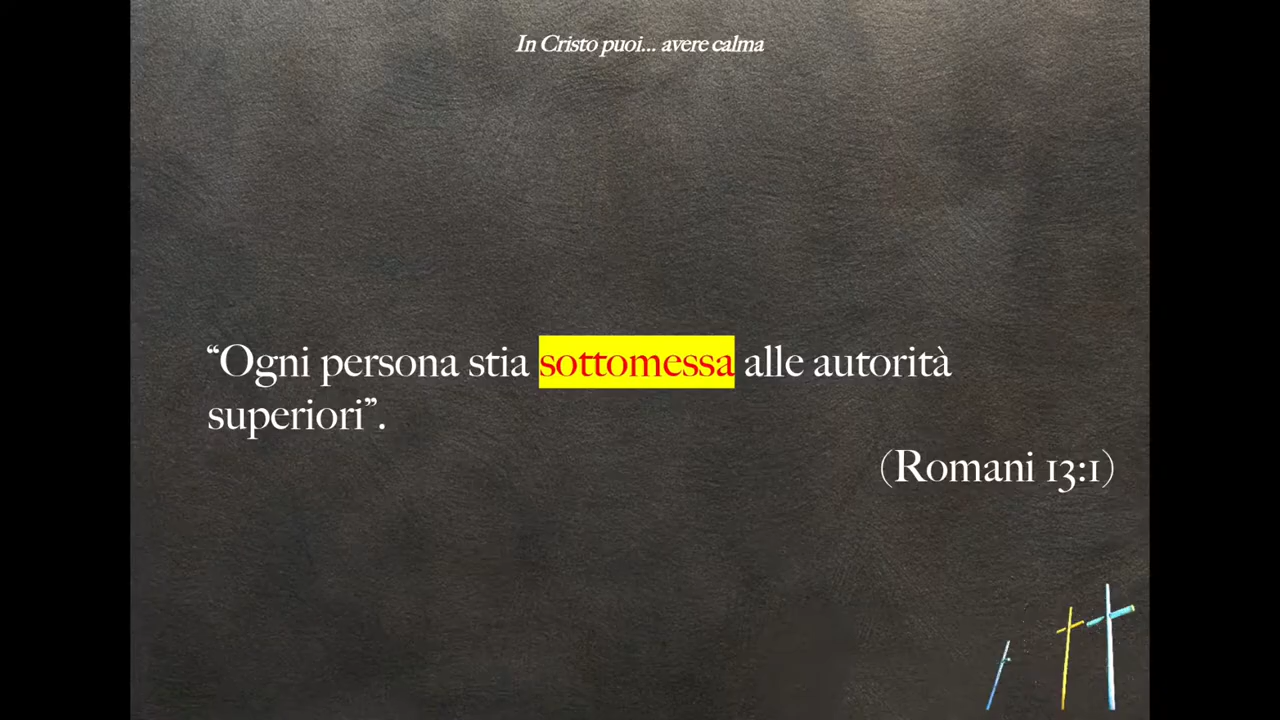 In Cristo puoi... avere calma
“Ogni persona stia sottomessa alle autorità
superiori”.
(Romani 13:1)